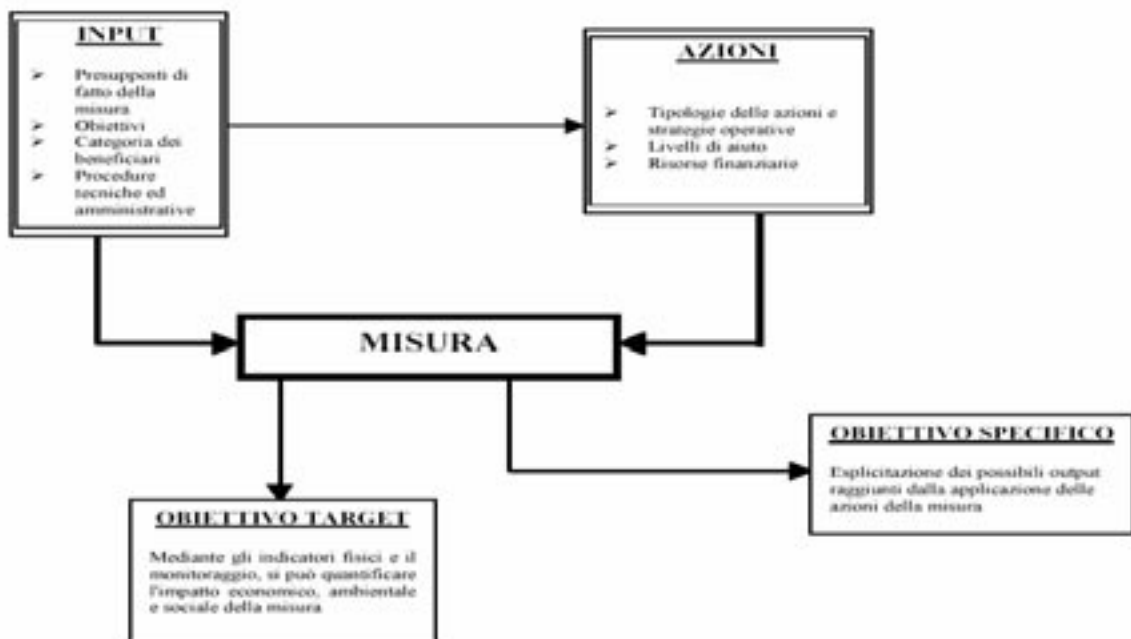 INPUT
➢ Presupposti di
fatto della
misura
➢ Obiettivi
➢ Categoria dei
beneficiari
➢ Procedure
tecniche ed
amministrative
AZIONI
➢ Tipologie delle azioni e
strategie operative
➢ Livelli di aiuto
➢ Risorse finanziarie
MISURA
OBIETTIVO SPECIFICO
Esplicitazione dei possibili output
raggiunti dalla applicazione delle
azioni della misura
OBIETTIVO TARGET
Mediante gli indicatori fisici e il
monitoraggio, si può quantificare
l'impatto economico, ambientale
e sociale della misura